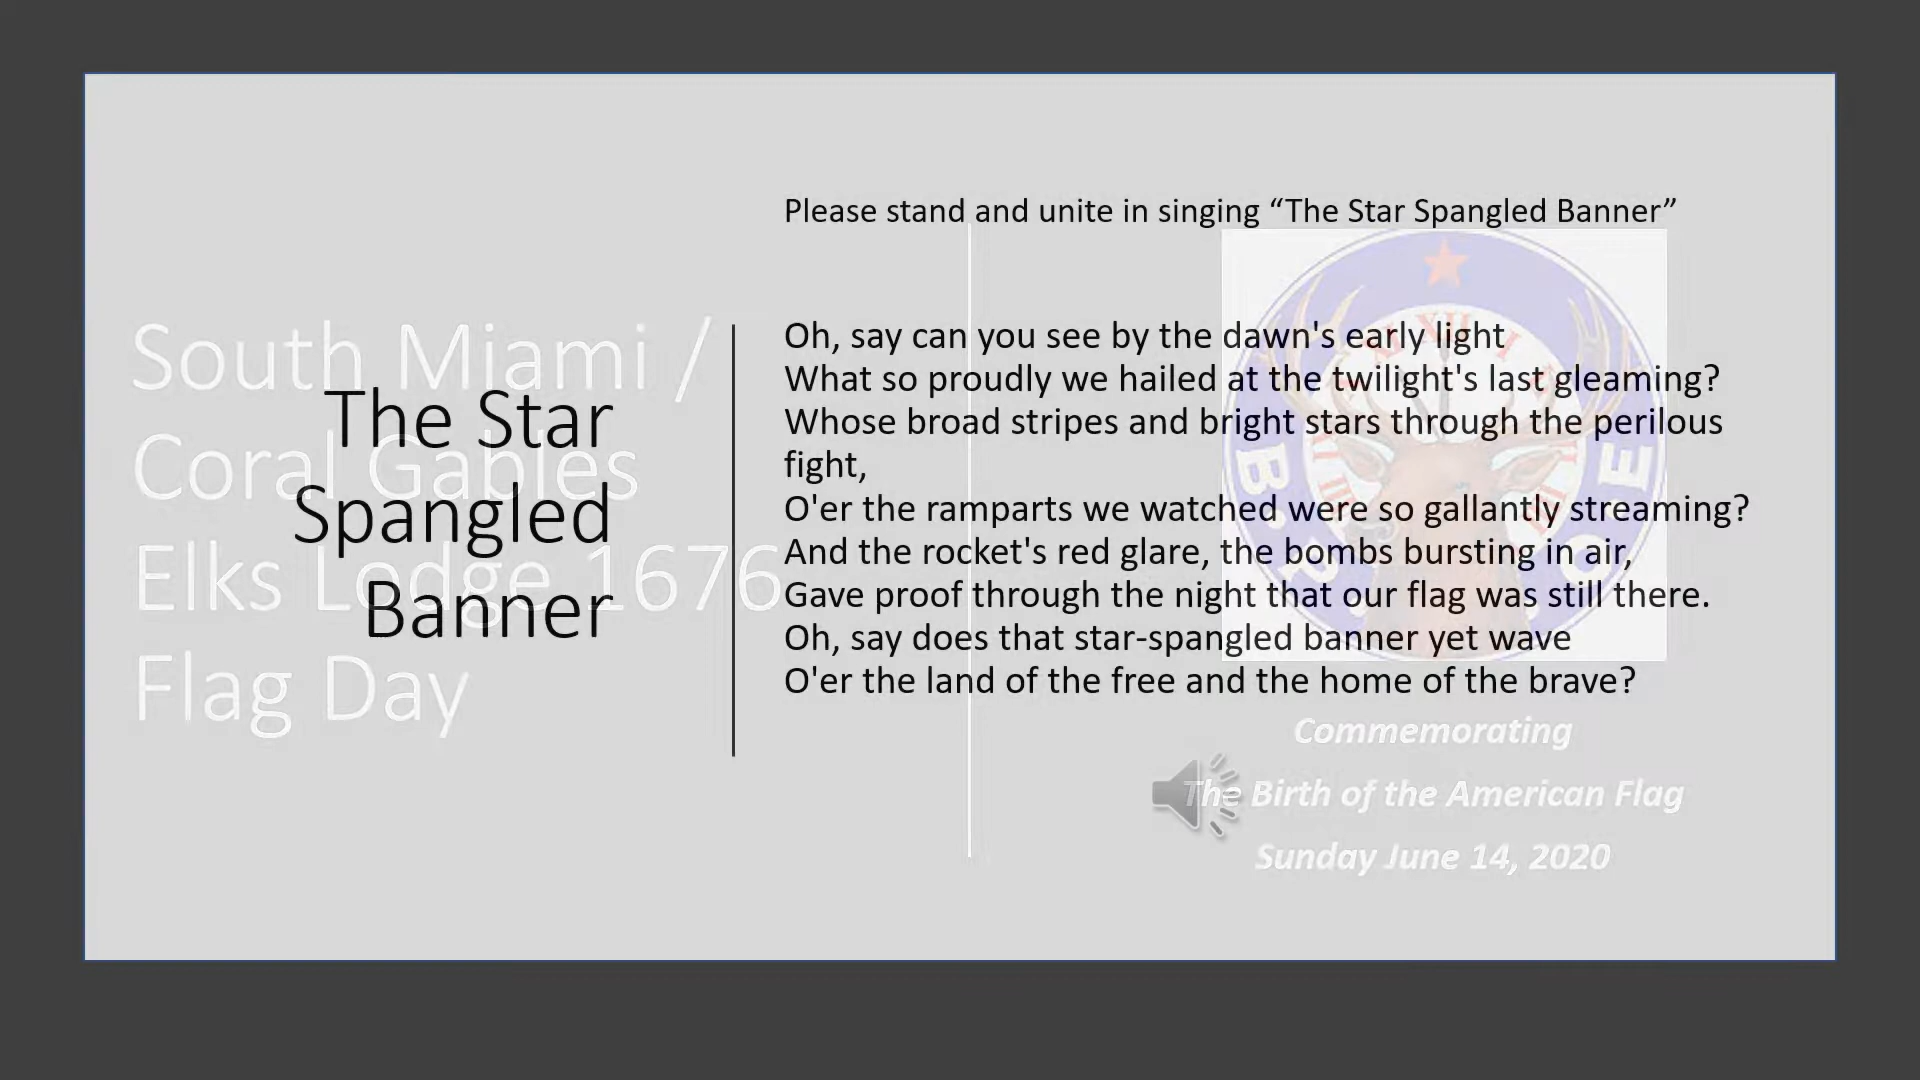 Please stand and unite in singing “The Star Spangled Banner”
The Star
Spangled
Banner
Oh, say can you see by the dawn's early light
What so proudly we hailed at the twilight's last gleaming?
Whose broad stripes and bright stars through the perilous
fight,
O'er the ramparts we watched were so gallantly streaming?
And the rocket's red glare, the bombs bursting in air,
Gave proof through the night that our flag was still there.
Oh, say does that star-spangled banner yet wave
O'er the land of the free and the home of the brave?
South Miami /
Coral Gables
Elks Lodge 1676
Flag Day
B.P.O.E.
XII I
III
Commemorating
The Birth of the American Flag
Sunday June 14, 2020